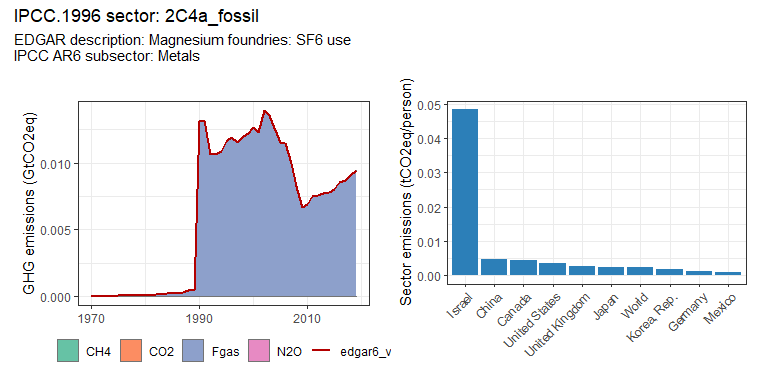 IPCC.1996 sector: 2C4a_fossil
EDGAR description: Magnesium foundries: SF6 use
IPCC AR6 subsector: Metals
GHG emissions (GtCO2eq)
0.010
0.005
0.000
1970
1990
2010
CH4
CO2
Fgas
N2O
edgar6_v
Sector emissions (tCO2eq/person)
0.05
0.04
0.03
0.02
0.01
0.00
Israel
China
Canada
United States
United Kingdom
Japan
World
Korea, Rep.
Germany
Mexico